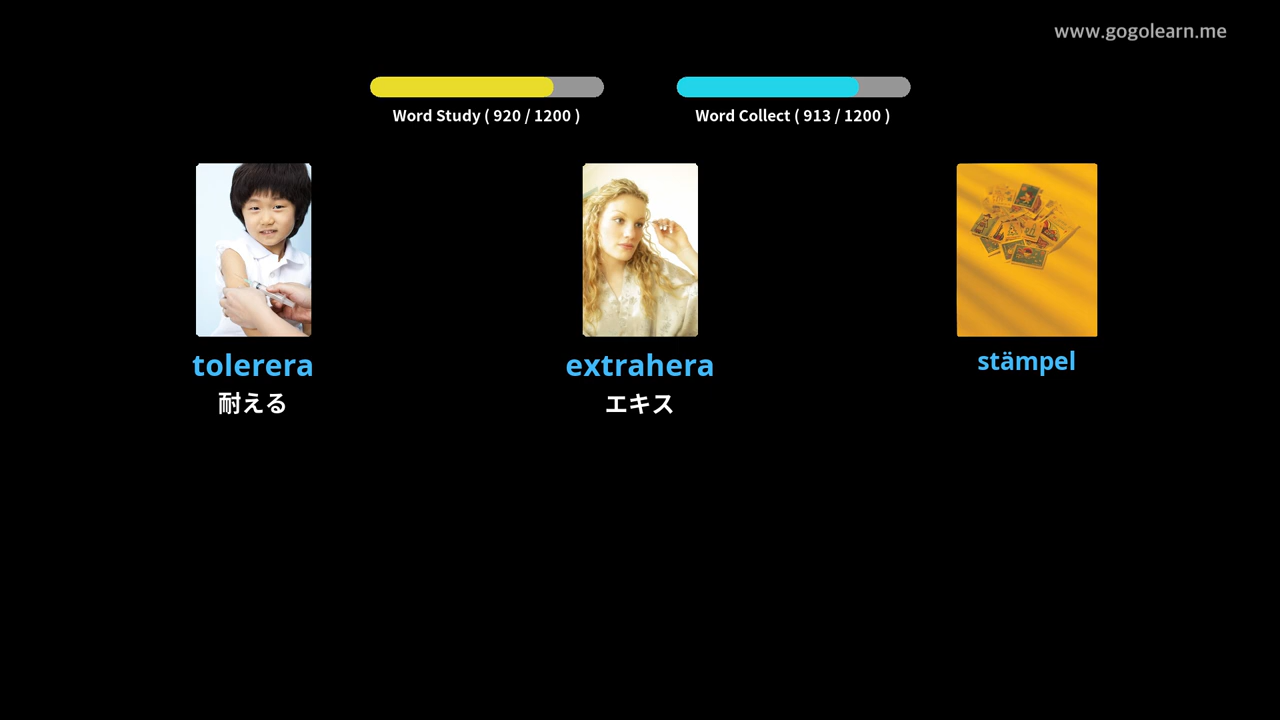 www.gogolearn.me
Word Study ( 920 / 1200 )
Word Collect ( 913 / 1200 )
tolerera
耐える
extrahera
エキス
stämpel